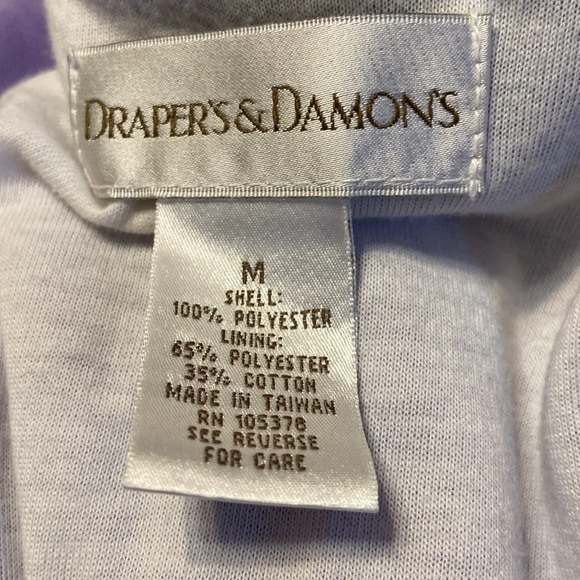 DRAPER'S & DAMON'S
M
SHELL:
100% POLYESTER
LINING:
65% POLYESTER
35% COTTON
MADE IN TAIWAN
RN 105378
SEE REVERSE
FOR CARE